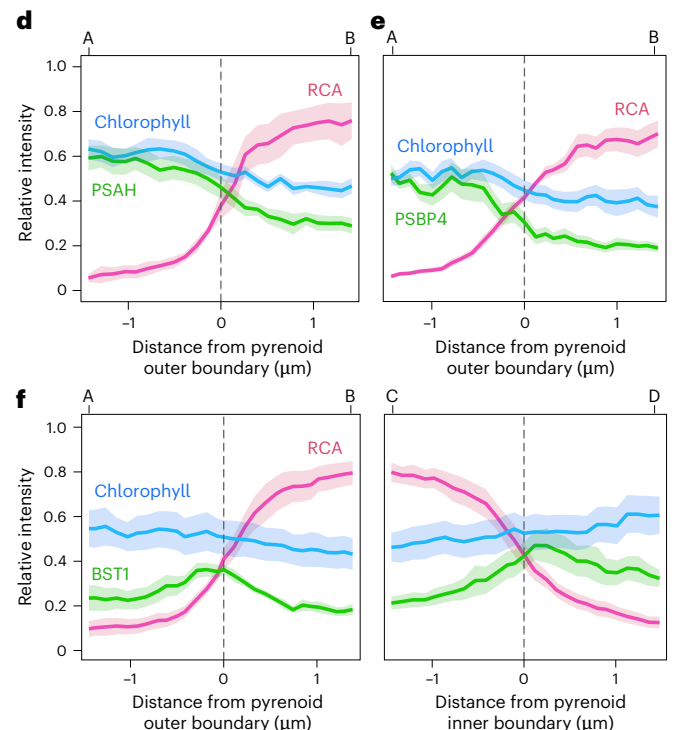 d
A B
1.0
0.8
0.6
0.4
0.2
0
Relative intensity
RCA
Chlorophyll
PSAH
–1 0 1
Distance from pyrenoid
outer boundary (μm)
e
A B
RCA
Chlorophyll
PSBP4
–1 0 1
Distance from pyrenoid
outer boundary (μm)
f
A B
1.0
0.8
0.6
0.4
0.2
0
Relative intensity
RCA
Chlorophyll
BST1
–1 0 1
Distance from pyrenoid
outer boundary (μm)
C D
–1 0 1
Distance from pyrenoid
inner boundary (μm)